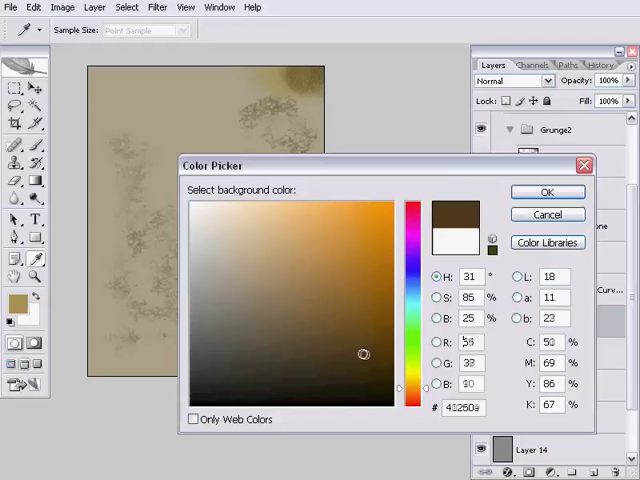 File Edit Image Layer Select Filter View Window Help
Sample Size: Point Sample
Layers Channels Paths History
Normal Opacity: 100%
Lock: Fill: 100%
Grunge2
Color Picker
Select background color:
OK
Cancel
Color Libraries
H: 31 ° L: 18
S: 85 % a: 11
B: 25 % b: 23
R: C: 50 %
G: 38 M: 69 %
B: Y: 86 %
# K: 67 %
Only Web Colors
Curv...
Layer 14